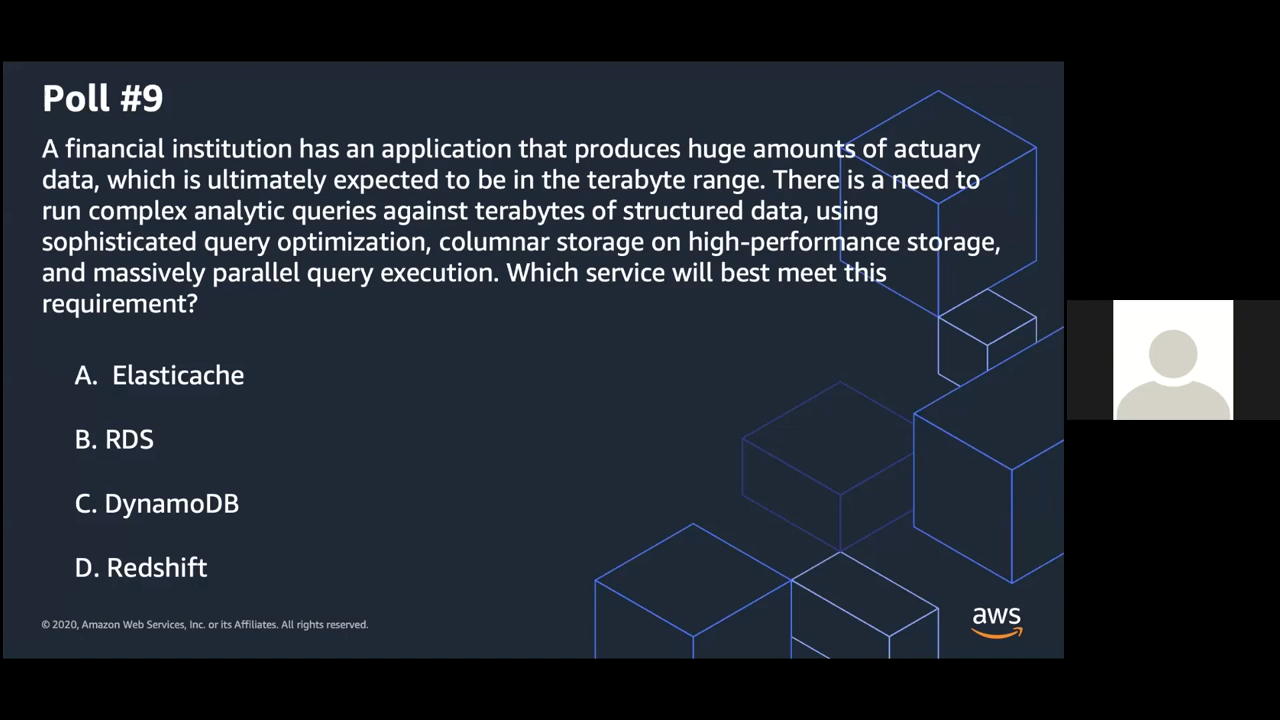 Poll #9
A financial institution has an application that produces huge amounts of actuary
data, which is ultimately expected to be in the terabyte range. There is a need to
run complex analytic queries against terabytes of structured data, using
sophisticated query optimization, columnar storage on high-performance storage,
and massively parallel query execution. Which service will best meet this
requirement?
A. Elasticache
B. RDS
C. DynamoDB
D. Redshift
© 2020, Amazon Web Services, Inc. or its Affiliates. All rights reserved.
aws